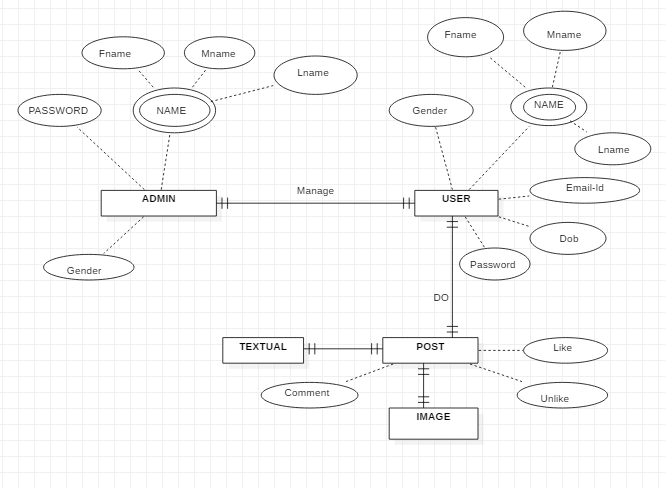 Fname
Mname
Fname
Mname
Lname
PASSWORD
NAME
Gender
NAME
Lname
ADMIN
Manage
USER
Email-Id
Dob
Gender
Password
DO
TEXTUAL
POST
Like
Comment
Unlike
IMAGE